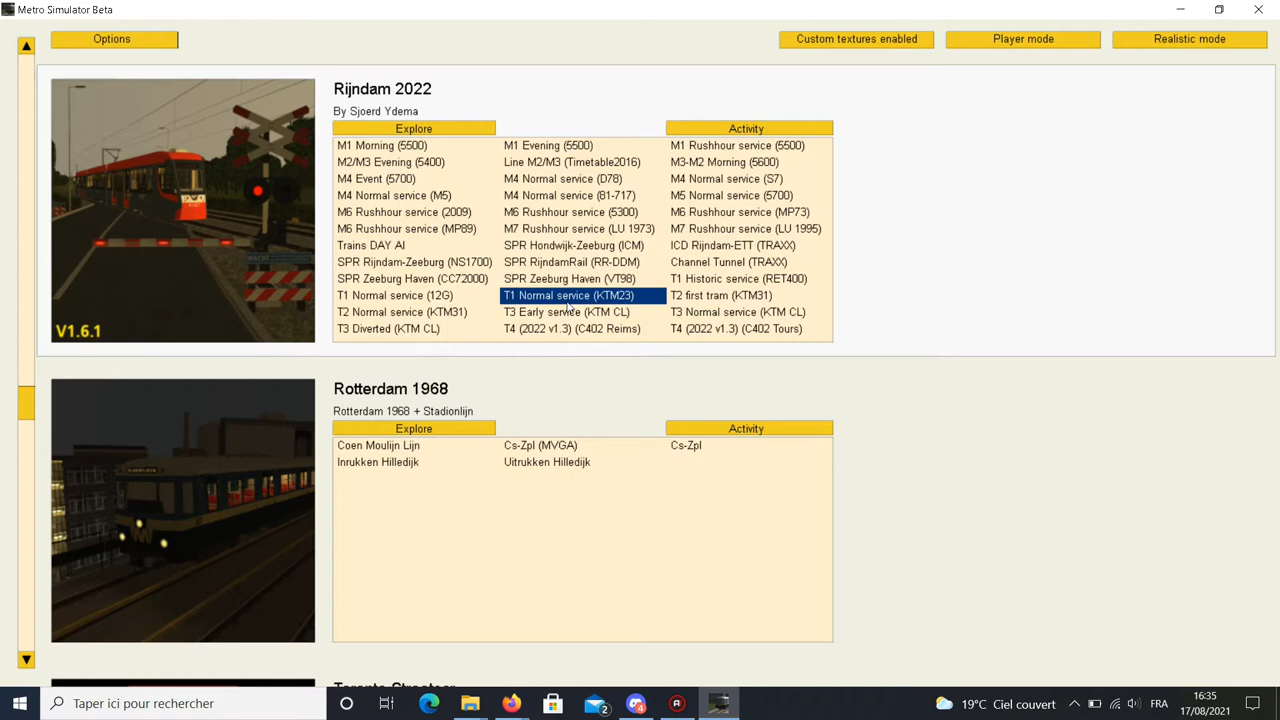 Metro Simulator Beta
Options
Custom textures enabled
Player mode
Realistic mode
Rijndam 2022
By Sjoerd Ydema
Explore
Activity
M1 Morning (5500)
M1 Evening (5500)
M1 Rushhour service (5500)
M2/M3 Evening (5400)
Line M2/M3 (Timetable2016)
M3-M2 Morning (5600)
M4 Event (5700)
M4 Normal service (D78)
M4 Normal service (S7)
M4 Normal service (M5)
M4 Normal service (81-717)
M5 Normal service (5700)
M6 Rushhour service (2009)
M6 Rushhour service (5300)
M6 Rushhour service (MP73)
M6 Rushhour service (MP89)
M7 Rushhour service (LU 1973)
M7 Rushhour service (LU 1995)
Trains DAY AI
SPR Hondwijk-Zeeburg (ICM)
ICD Rijndam-ETT (TRAXX)
SPR Rijndam-Zeeburg (NS1700)
SPR RijndamRail (RR-DDM)
Channel Tunnel (TRAXX)
SPR Zeeburg Haven (CC72000)
SPR Zeeburg Haven (VT98)
T1 Historic service (RET400)
T1 Normal service (12G)
T1 Normal service (KTM23)
T2 first tram (KTM31)
T2 Normal service (KTM31)
T3 Early service (KTM CL)
T3 Normal service (KTM CL)
T3 Diverted (KTM CL)
T4 (2022 v1.3) (C402 Reims)
T4 (2022 v1.3) (C402 Tours)
V1.6.1
Rotterdam 1968
Rotterdam 1968 + Stadionlijn
Explore
Activity
Coen Moulijn Lijn
Cs-Zpl (MVGA)
Cs-Zpl
Inrukken Hilledijk
Uitrukken Hilledijk
Taper ici pour rechercher
2
4
19°C Ciel couvert
FRA
16:35
17/08/2021